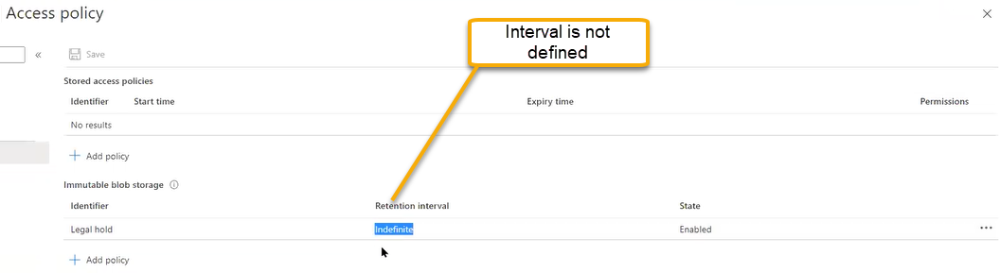 Access policy
Interval is not
defined
Save
Stored access policies
Identifier Start time Expiry time Permissions
No results
Add policy
Immutable blob storage
Identifier Retention interval State
Legal hold Indefinite Enabled
Add policy